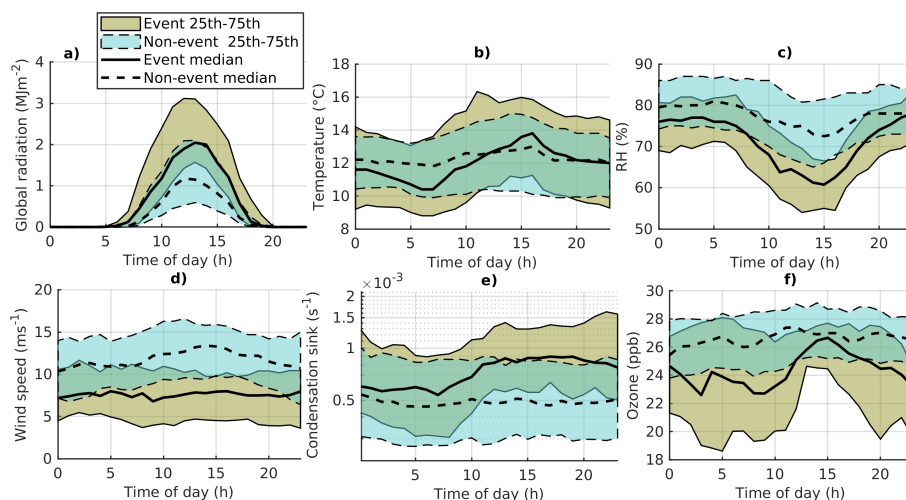 Event 25th-75th
Non-event 25th-75th
Event median
Non-event median
a)
Global radiation (MJm⁻²)
4
3
2
1
0
0 5 10 15 20
Time of day (h)
b)
Temperature (°C)
18
16
14
12
10
8
0 5 10 15 20
Time of day (h)
c)
RH (%)
90
80
70
60
50
0 5 10 15 20
Time of day (h)
d)
Wind speed (ms⁻¹)
20
15
10
5
0
0 5 10 15 20
Time of day (h)
e)
Condensation sink (s⁻¹)
×10⁻³
2
1.5
1
0.5
5 10 15 20
Time of day (h)
f)
Ozone (ppb)
30
28
26
24
22
20
18
0 5 10 15 20
Time of day (h)